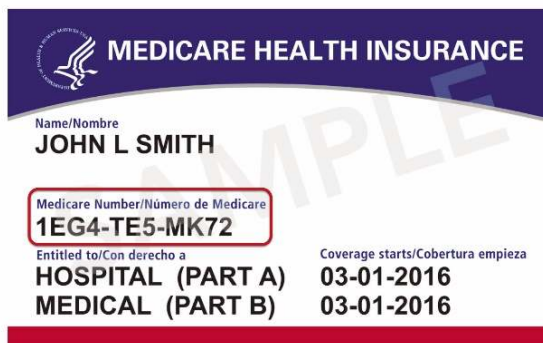 MEDICARE HEALTH INSURANCE
Name/Nombre
JOHN L SMITH
Medicare Number/Número de Medicare
1EG4-TE5-MK72
Entitled to/Con derecho a Coverage starts/Cobertura empieza
HOSPITAL (PART A) 03-01-2016
MEDICAL (PART B) 03-01-2016
SAMPLE